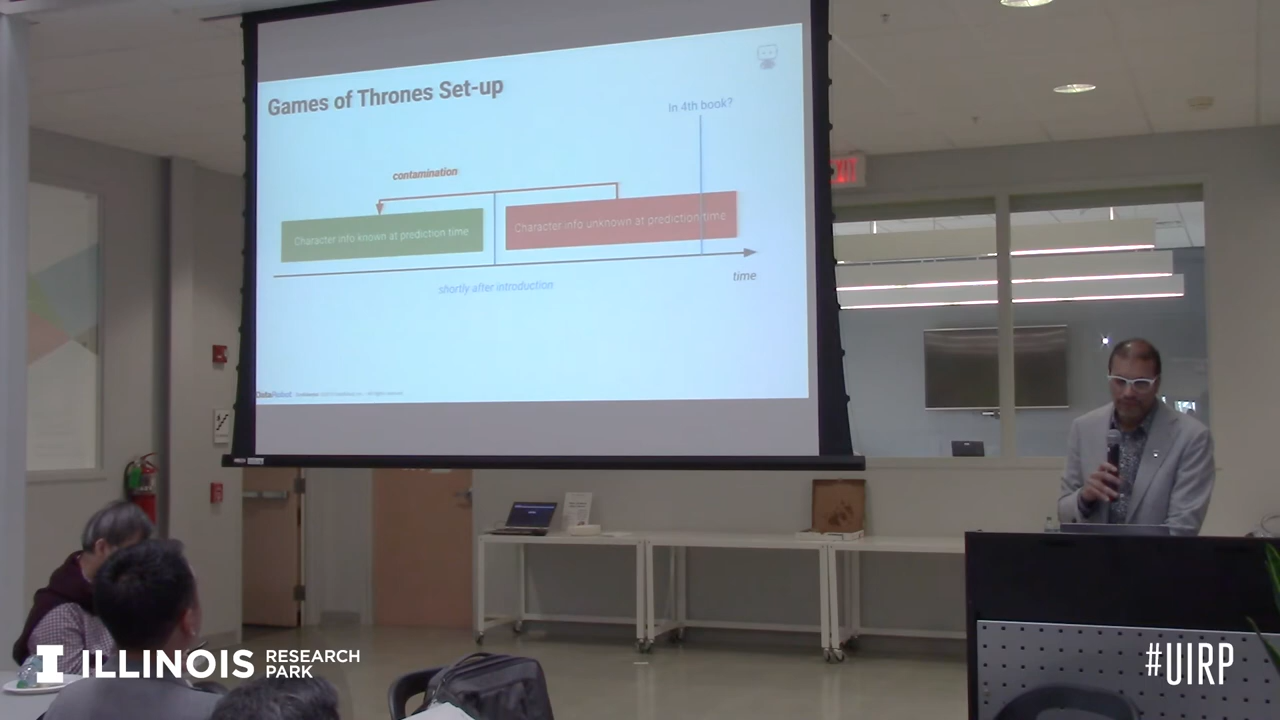 Games of Thrones Set-up
In 4th book?
contamination
Character info known at prediction time
Character info unknown at prediction time
time
shortly after introduction
DataRobot
EXIT
I ILLINOIS RESEARCH PARK
#UIRP